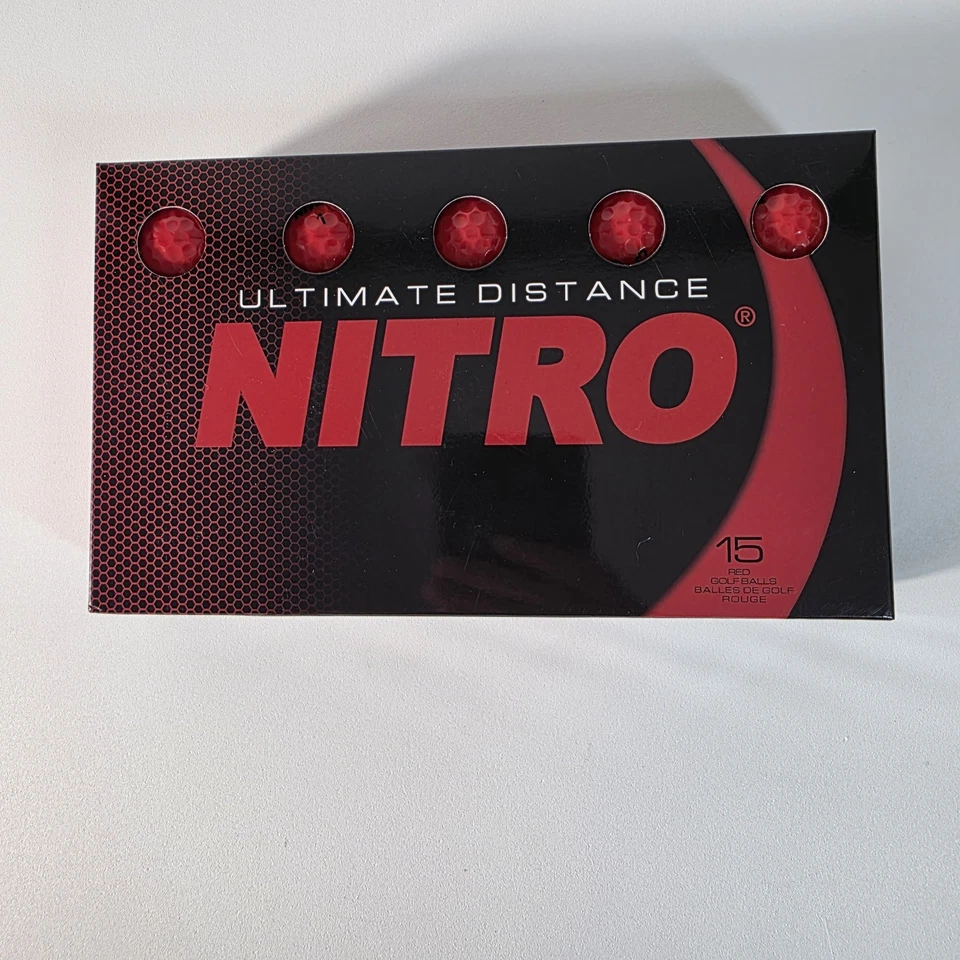 ULTIMATE DISTANCE
NITRO®
15
RED
GOLF BALLS
BALLES DE GOLF
ROUGE